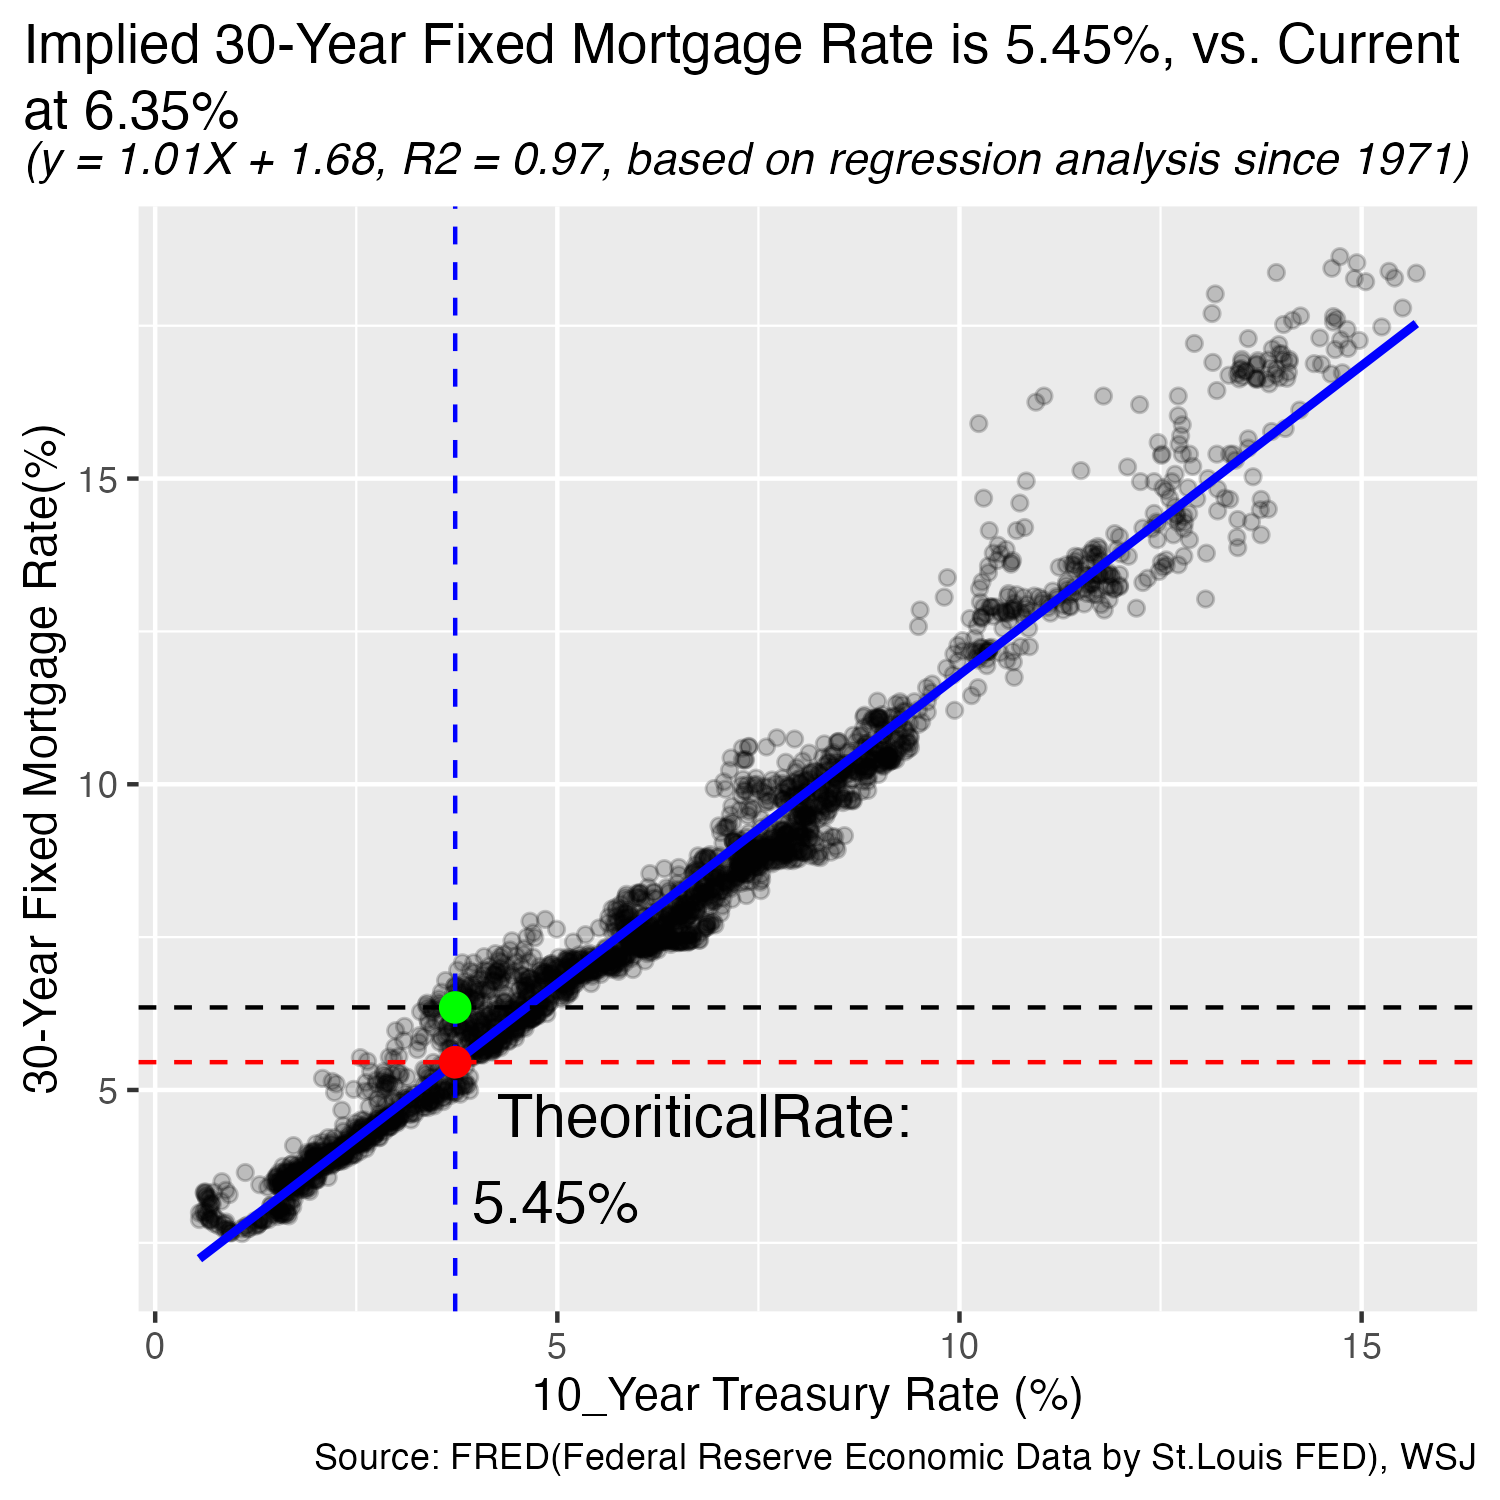 Implied 30-Year Fixed Mortgage Rate is 5.45%, vs. Current
at 6.35%
(y = 1.01X + 1.68, R2 = 0.97, based on regression analysis since 1971)
30-Year Fixed Mortgage Rate(%)
15
10
5
TheoriticalRate:
5.45%
0
5
10
15
10_Year Treasury Rate (%)
Source: FRED(Federal Reserve Economic Data by St.Louis FED), WSJ